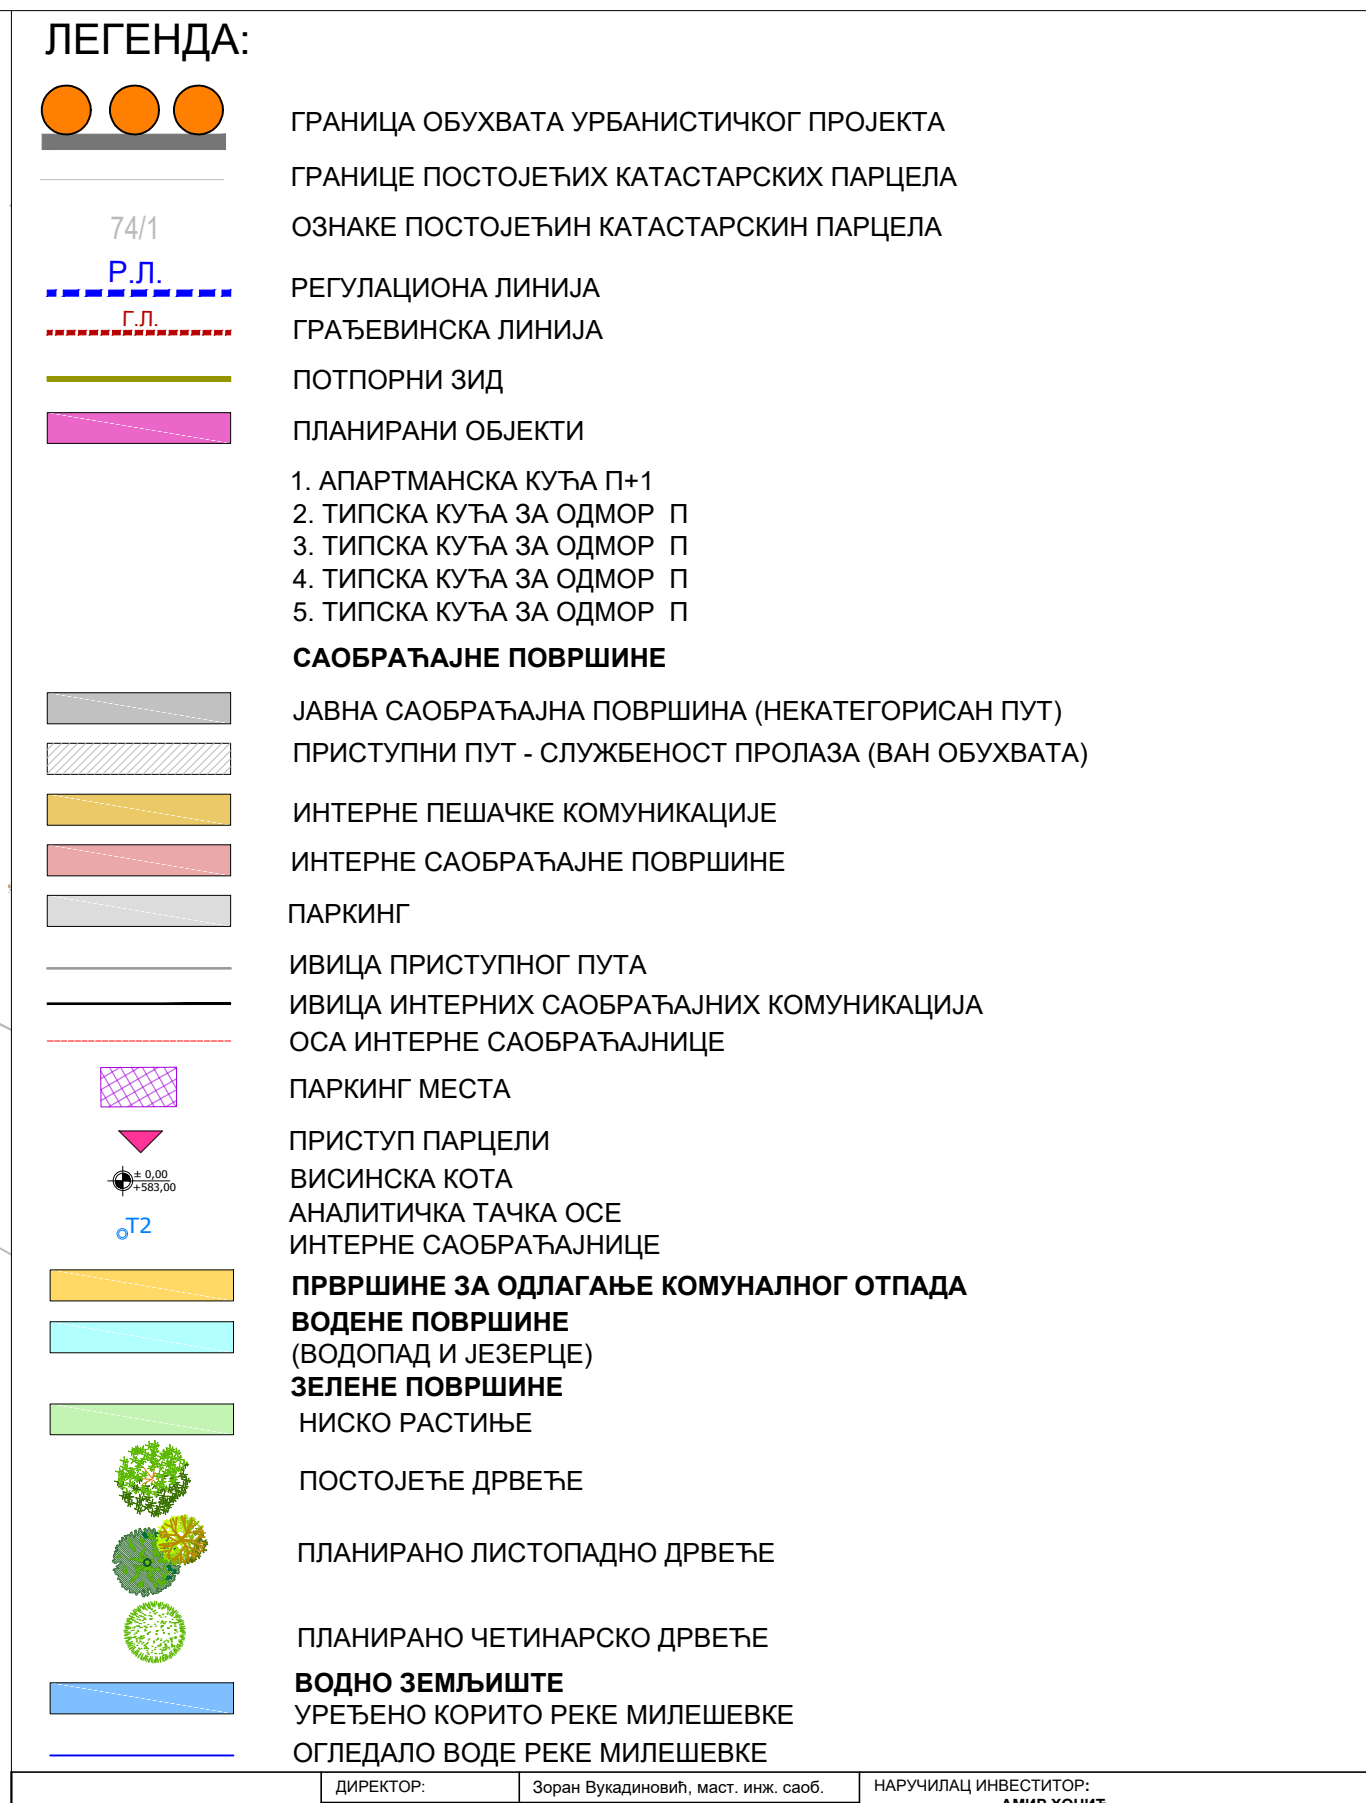 ЛЕГЕНДА:
ГРАНИЦА ОБУХВАТА УРБАНИСТИЧКОГ ПРОЈЕКТА
ГРАНИЦЕ ПОСТОЈЕЋИХ КАТАСТАРСКИХ ПАРЦЕЛА
74/1 ОЗНАКЕ ПОСТОЈЕЋИН КАТАСТАРСКИН ПАРЦЕЛА
Р.Л. РЕГУЛАЦИОНА ЛИНИЈА
Г.Л. ГРАЂЕВИНСКА ЛИНИЈА
ПОТПОРНИ ЗИД
ПЛАНИРАНИ ОБЈЕКТИ
1. АПАРТМАНСКА КУЋА П+1
2. ТИПСКА КУЋА ЗА ОДМОР П
3. ТИПСКА КУЋА ЗА ОДМОР П
4. ТИПСКА КУЋА ЗА ОДМОР П
5. ТИПСКА КУЋА ЗА ОДМОР П
САОБРАЋАЈНЕ ПОВРШИНЕ
ЈАВНА САОБРАЋАЈНА ПОВРШИНА (НЕКАТЕГОРИСАН ПУТ)
ПРИСТУПНИ ПУТ - СЛУЖБЕНОСТ ПРОЛАЗА (ВАН ОБУХВАТА)
ИНТЕРНЕ ПЕШАЧКЕ КОМУНИКАЦИЈЕ
ИНТЕРНЕ САОБРАЋАЈНЕ ПОВРШИНЕ
ПАРКИНГ
ИВИЦА ПРИСТУПНОГ ПУТА
ИВИЦА ИНТЕРНИХ САОБРАЋАЈНИХ КОМУНИКАЦИЈА
ОСА ИНТЕРНЕ САОБРАЋАЈНИЦЕ
ПАРКИНГ МЕСТА
ПРИСТУП ПАРЦЕЛИ
± 0,00
+583,00
ВИСИНСКА КОТА
T2 АНАЛИТИЧКА ТАЧКА ОСЕ
ИНТЕРНЕ САОБРАЋАЈНИЦЕ
ПРВРШИНЕ ЗА ОДЛАГАЊЕ КОМУНАЛНОГ ОТПАДА
ВОДЕНЕ ПОВРШИНЕ
(ВОДОПАД И ЈЕЗЕРЦЕ)
ЗЕЛЕНЕ ПОВРШИНЕ
НИСКО РАСТИЊЕ
ПОСТОЈЕЋЕ ДРВЕЋЕ
ПЛАНИРАНО ЛИСТОПАДНО ДРВЕЋЕ
ПЛАНИРАНО ЧЕТИНАРСКО ДРВЕЋЕ
ВОДНО ЗЕМЉИШТЕ
УРЕЂЕНО КОРИТО РЕКЕ МИЛЕШЕВКЕ
ОГЛЕДАЛО ВОДЕ РЕКЕ МИЛЕШЕВКЕ
ДИРЕКТОР: Зоран Вукадиновић, маст. инж. саоб. НАРУЧИЛАЦ ИНВЕСТИТОР: